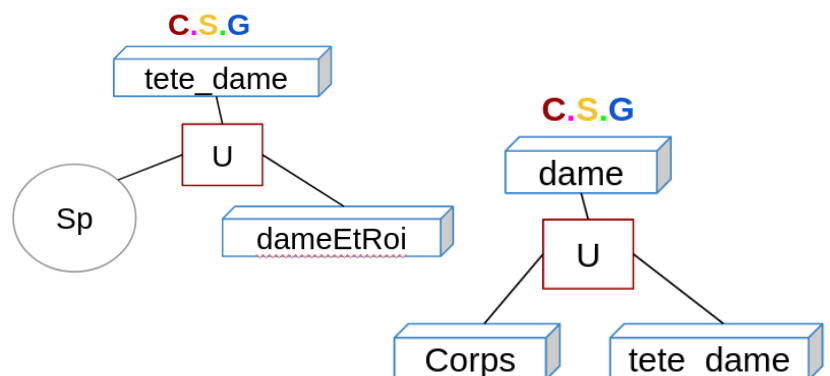 C.S.G
tete_dame
U
Sp
dameEtRoi
C.S.G
dame
U
Corps
tete_dame